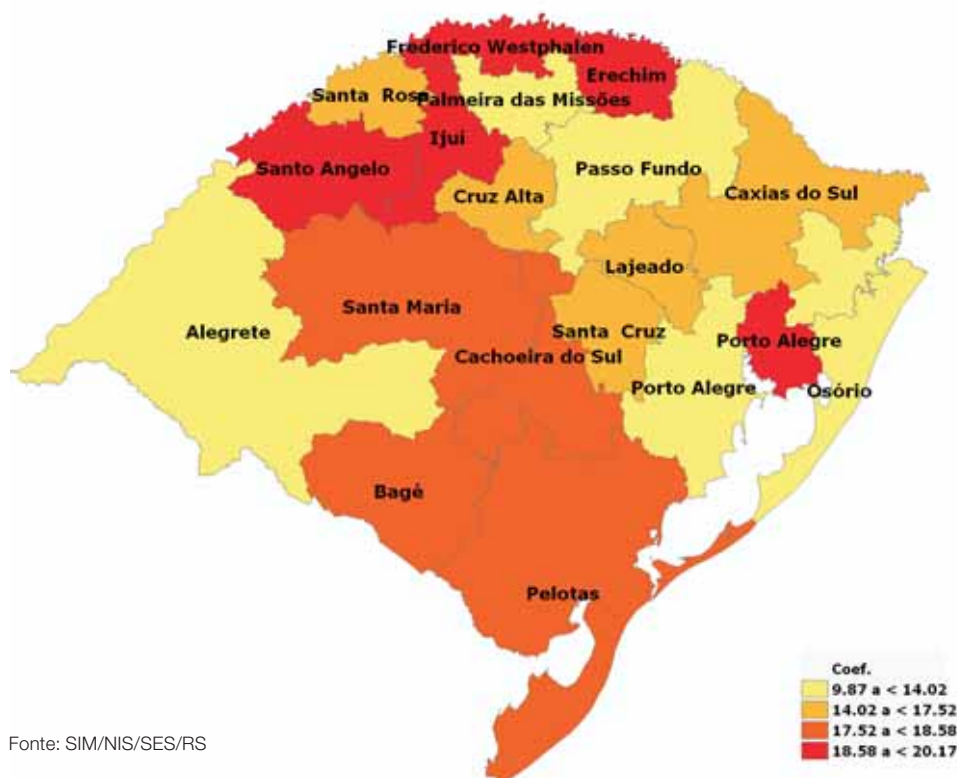 Frederico Westphalen
Erechim
Santa Rosa
Palmeira das Missões
Ijui
Santo Angelo
Passo Fundo
Cruz Alta
Caxias do Sul
Lajeado
Santa Maria
Alegrete
Santa Cruz
Porto Alegre
Cachoeira do Sul
Porto Alegre
Osório
Bagé
Pelotas
Coef.
9.87 a < 14.02
14.02 a < 17.52
17.52 a < 18.58
18.58 a < 20.17
Fonte: SIM/NIS/SES/RS